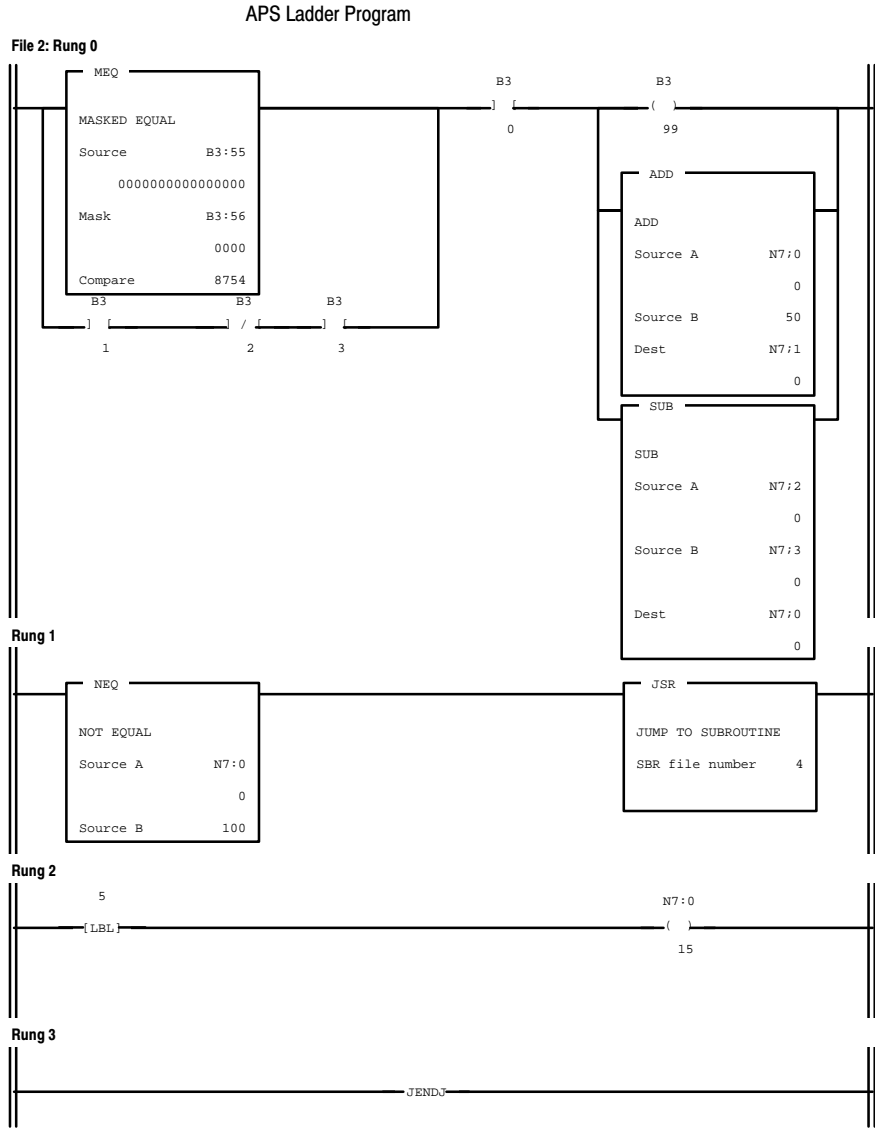 APS Ladder Program
File 2: Rung 0
MEQ
MASKED EQUAL
Source B3:55
0000000000000000
Mask B3:56
0000
Compare 8754
B3
] [
0
B3
( )
99
ADD
ADD
Source A N7;0
0
Source B 50
Dest N7;1
0
B3 B3 B3
] [ ] / [ ] [
1 2 3
SUB
SUB
Source A N7;2
0
Source B N7;3
0
Dest N7;0
0
Rung 1
NEQ
NOT EQUAL
Source A N7:0
0
Source B 100
JSR
JUMP TO SUBROUTINE
SBR file number 4
Rung 2
5
[LBL]
N7:0
( )
15
Rung 3
JENDJ